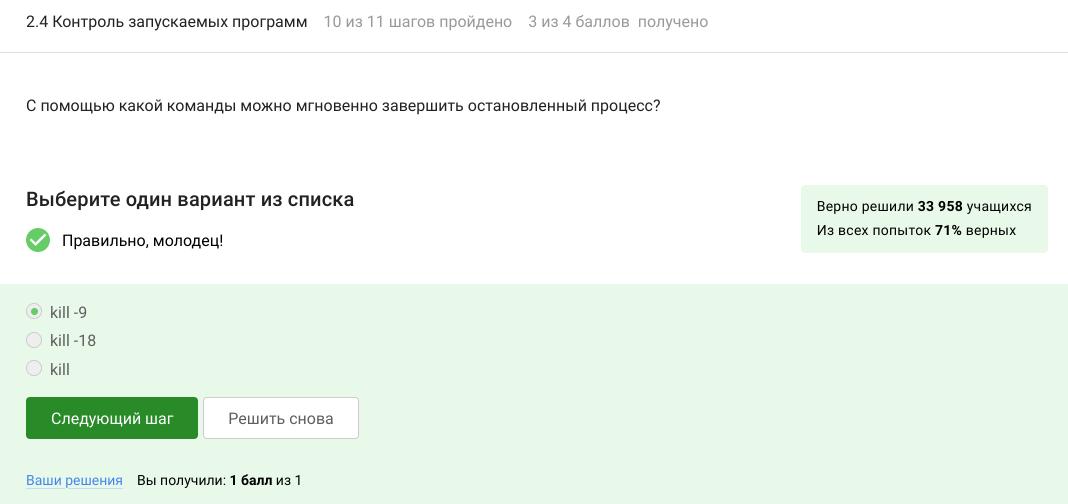 2.4 Контроль запускаемых программ 10 из 11 шагов пройдено 3 из 4 баллов получено
С помощью какой команды можно мгновенно завершить остановленный процесс?
Выберите один вариант из списка
Правильно, молодец!
Верно решили 33 958 учащихся
Из всех попыток 71% верных
kill -9
kill -18
kill
Следующий шаг Решить снова
Ваши решения Вы получили: 1 балл из 1